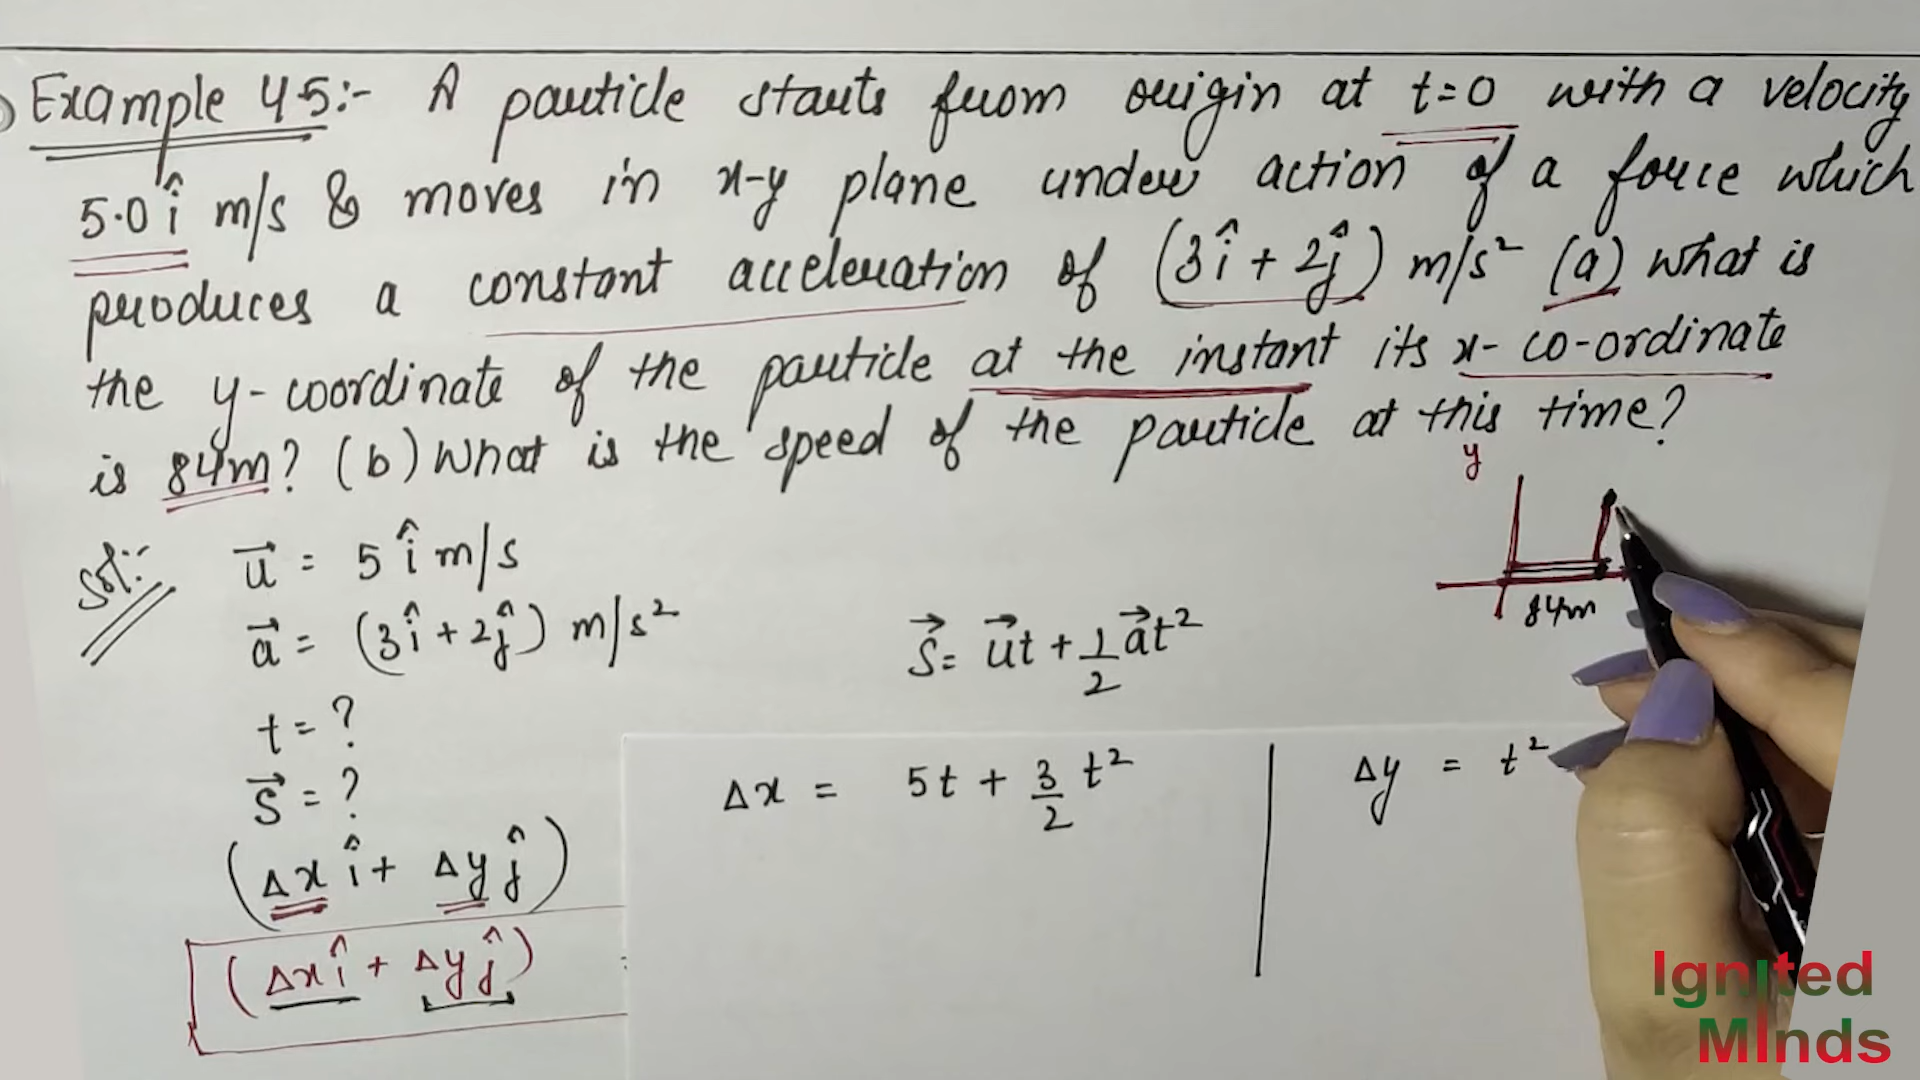 Example 45:- A particle starts from origin at t=0 with a velocity
5.0 î m/s & moves in x-y plane under action of a force which
produces a constant acceleration of (3î + 2ĵ) m/s² (a) what is
the y-coordinate of the particle at the instant its x-co-ordinate
is 84m? (b) What is the speed of the particle at this time?
y
84m
Sol:-
u⃗ = 5 î m/s
a⃗ = (3î + 2ĵ) m/s²
t = ?
s⃗ = ?
(Δx î + Δy ĵ)
(Δx î + Δy ĵ)
s⃗ = u⃗t + 1/2 a⃗t²
Δx = 5t + 3/2 t²
Δy = t²
Ignited
MInds